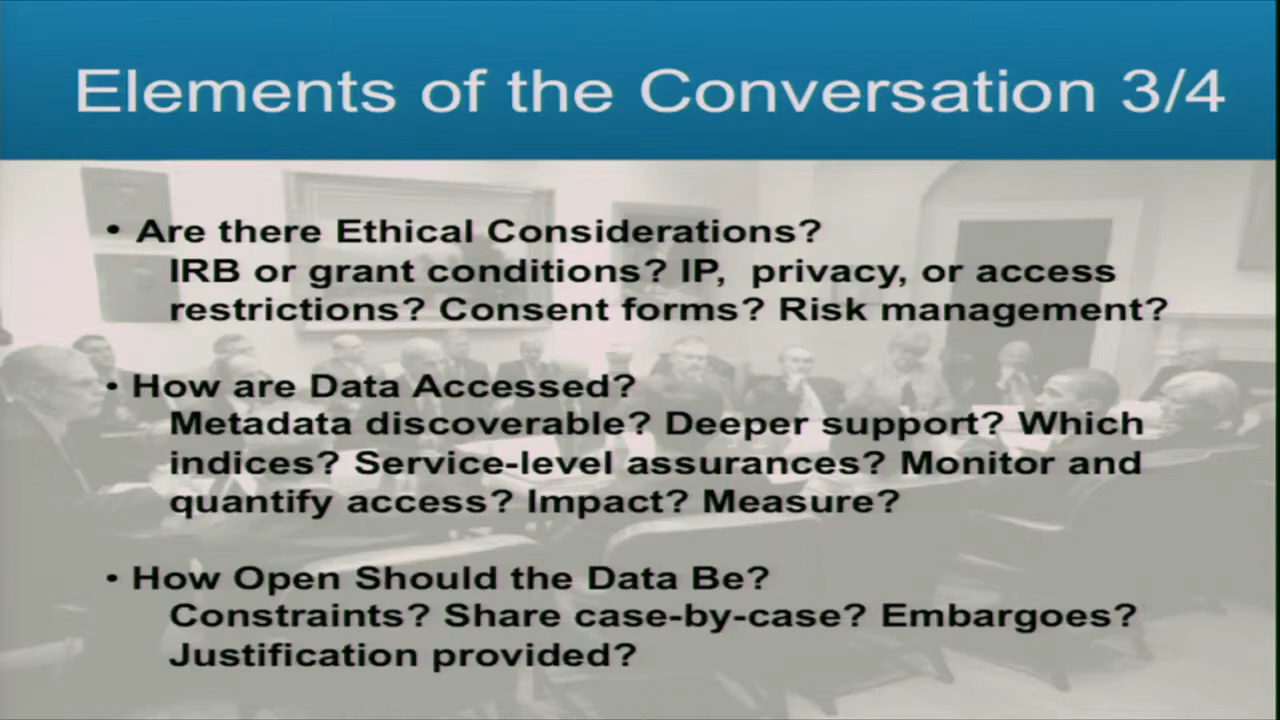 Elements of the Conversation 3/4
• Are there Ethical Considerations?
IRB or grant conditions? IP, privacy, or access
restrictions? Consent forms? Risk management?
• How are Data Accessed?
Metadata discoverable? Deeper support? Which
indices? Service-level assurances? Monitor and
quantify access? Impact? Measure?
• How Open Should the Data Be?
Constraints? Share case-by-case? Embargoes?
Justification provided?